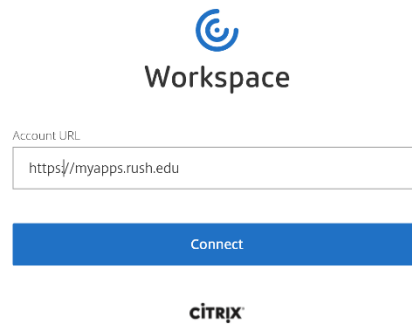 Workspace
Account URL
https://myapps.rush.edu
Connect
citrix